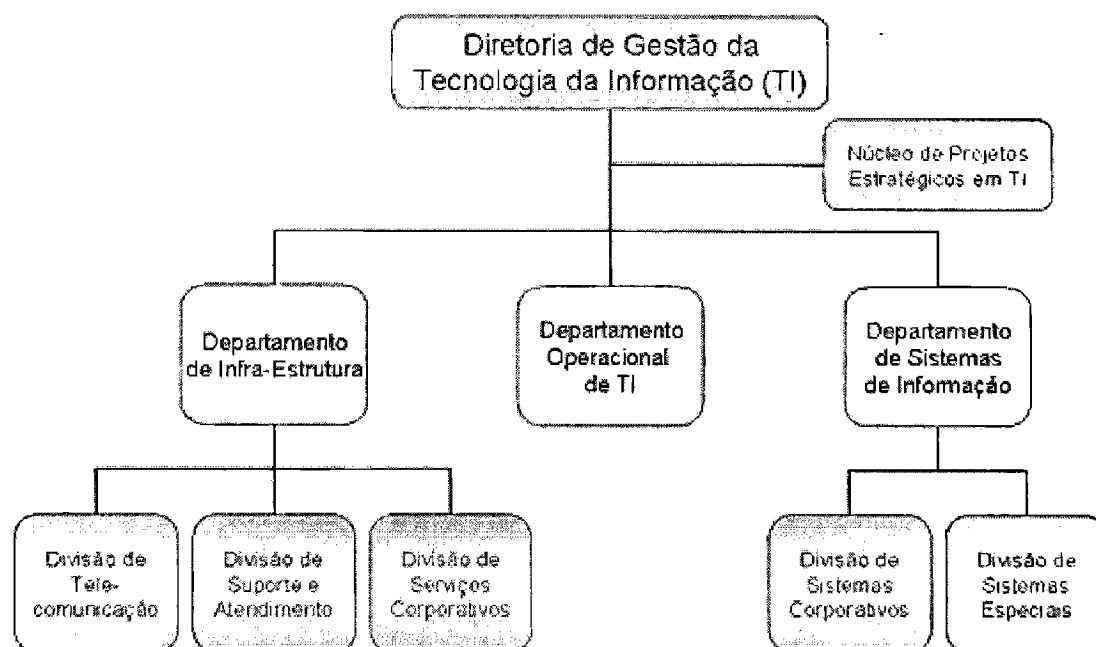 Diretoria de Gestão da
Tecnologia da Informação (TI)
Núcleo de Projetos
Estratégicos em TI
Departamento
de Infra-Estrutura
Departamento
Operacional
de TI
Departamento
de Sistemas
de Informação
Divisão de
Tele-
comunicação
Divisão de
Suporte e
Atendimento
Divisão de
Serviços
Corporativos
Divisão de
Sistemas
Corporativos
Divisão de
Sistemas
Especiais